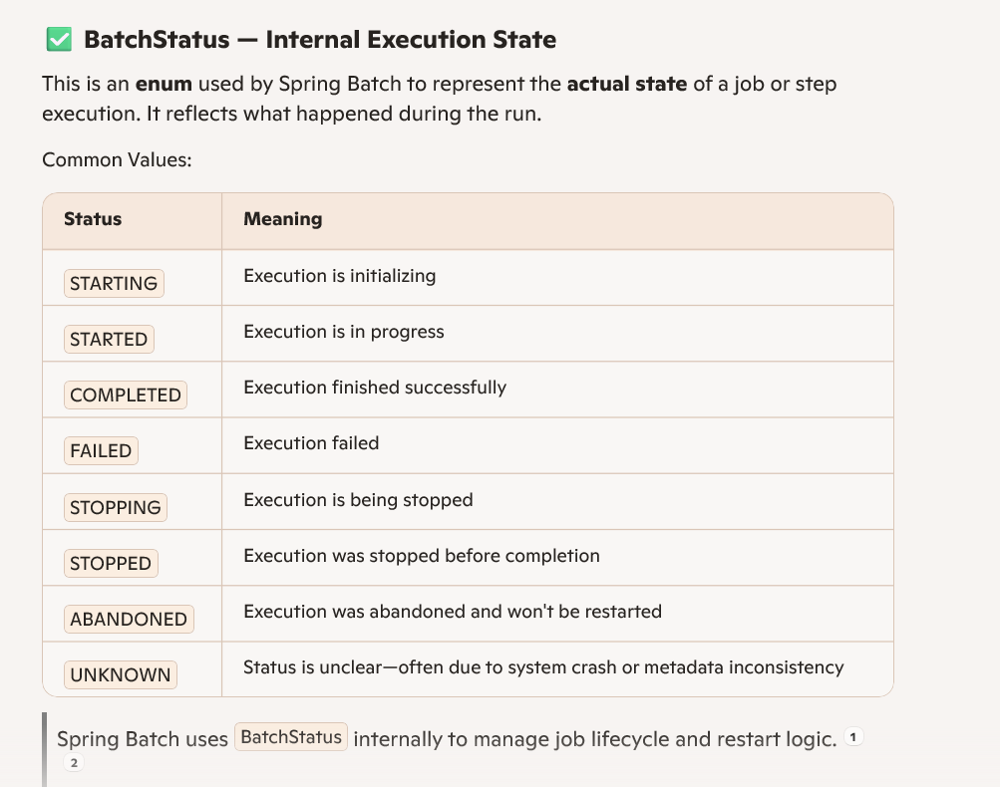 ✅ BatchStatus — Internal Execution State
This is an enum used by Spring Batch to represent the actual state of a job or step
execution. It reflects what happened during the run.
Common Values:
Status Meaning
STARTING Execution is initializing
STARTED Execution is in progress
COMPLETED Execution finished successfully
FAILED Execution failed
STOPPING Execution is being stopped
STOPPED Execution was stopped before completion
ABANDONED Execution was abandoned and won't be restarted
UNKNOWN Status is unclear—often due to system crash or metadata inconsistency
Spring Batch uses BatchStatus internally to manage job lifecycle and restart logic. 1
2